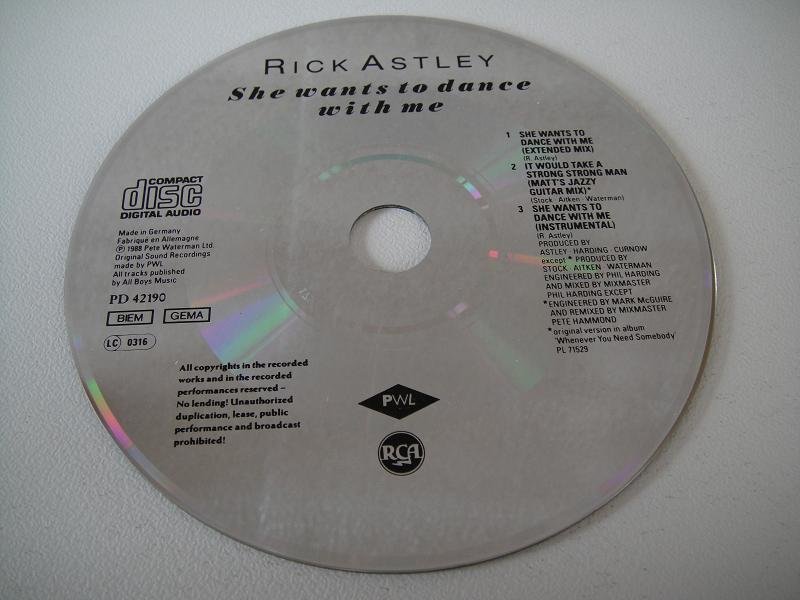 RICK ASTLEY
She wants to dance
with me
1 SHE WANTS TO
DANCE WITH ME
(EXTENDED MIX)
(R. Astley)
2 IT WOULD TAKE A
STRONG STRONG MAN
(MATT'S JAZZY
GUITAR MIX)*
(Stock · Aitken · Waterman)
3 SHE WANTS TO
DANCE WITH ME
(INSTRUMENTAL)
(R. Astley)
PRODUCED BY
ASTLEY · HARDING · CURNOW
except * PRODUCED BY
STOCK · AITKEN · WATERMAN
ENGINEERED BY PHIL HARDING
AND MIXED BY MIXMASTER
PHIL HARDING EXCEPT
*ENGINEERED BY MARK McGUIRE
AND REMIXED BY MIXMASTER
PETE HAMMOND
*original version in album
'Whenever You Need Somebody'
PL 71529
COMPACT
disc
DIGITAL AUDIO
Made in Germany
Fabriqué en Allemagne
℗ 1988 Pete Waterman Ltd.
Original Sound Recordings
made by PWL
All tracks published
by All Boys Music
PD 42190
BIEM GEMA
LC 0316
All copyrights in the recorded
works and in the recorded
performances reserved –
No lending! Unauthorized
duplication, lease, public
performance and broadcast
prohibited!
PWL
RCA